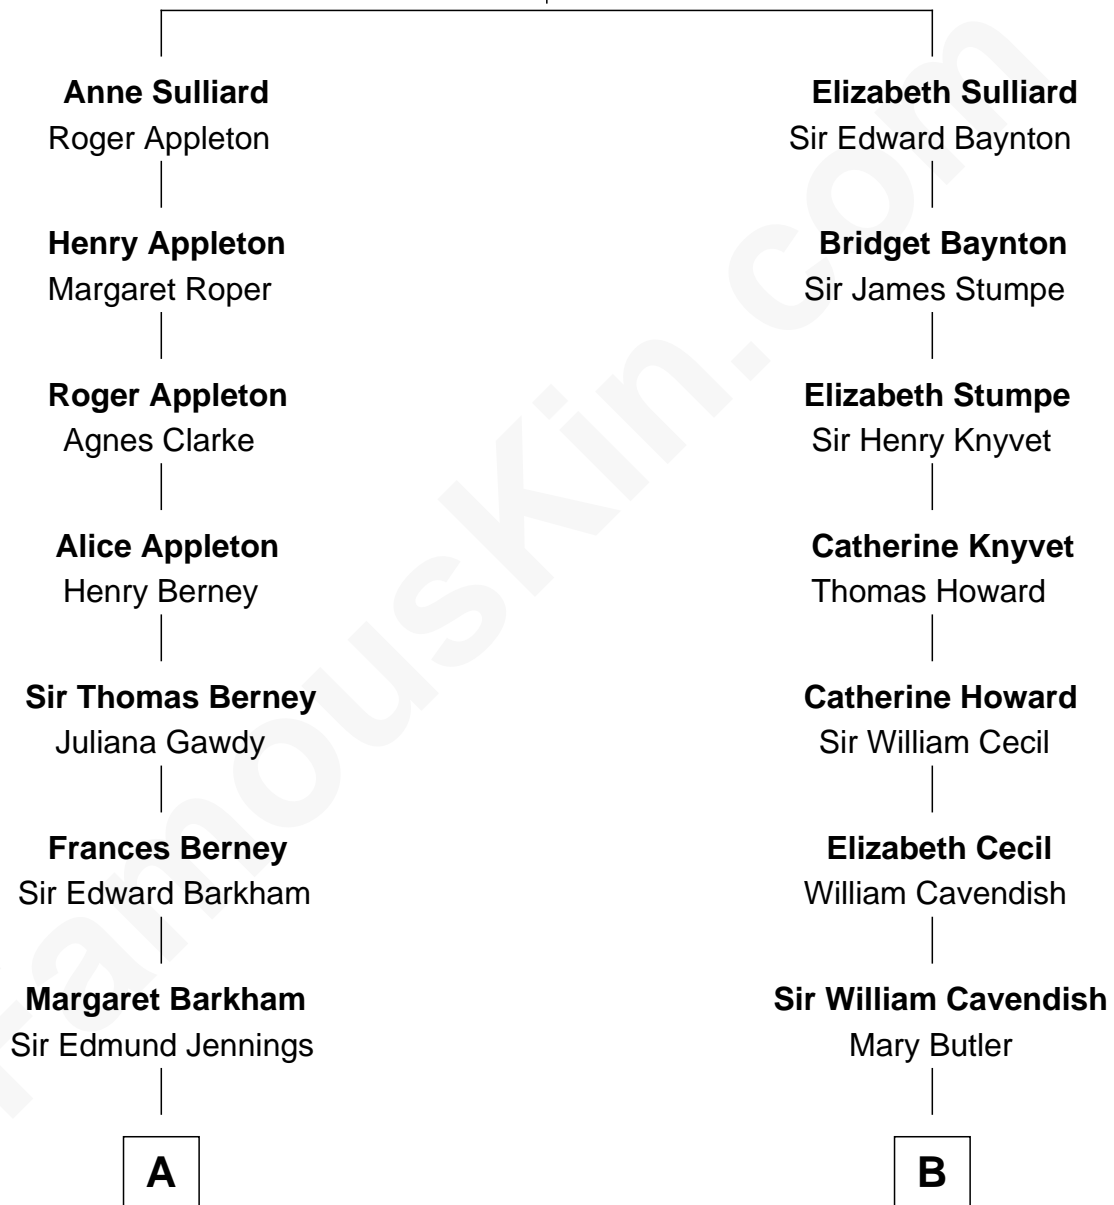 Anne Sulliard
Roger Appleton
Henry Appleton
Margaret Roper
Roger Appleton
Agnes Clarke
Alice Appleton
Henry Berney
Sir Thomas Berney
Juliana Gawdy
Frances Berney
Sir Edward Barkham
Margaret Barkham
Sir Edmund Jennings
A
Elizabeth Sulliard
Sir Edward Baynton
Bridget Baynton
Sir James Stumpe
Elizabeth Stumpe
Sir Henry Knyvet
Catherine Knyvet
Thomas Howard
Catherine Howard
Sir William Cecil
Elizabeth Cecil
William Cavendish
Sir William Cavendish
Mary Butler
B
FamousKin.com